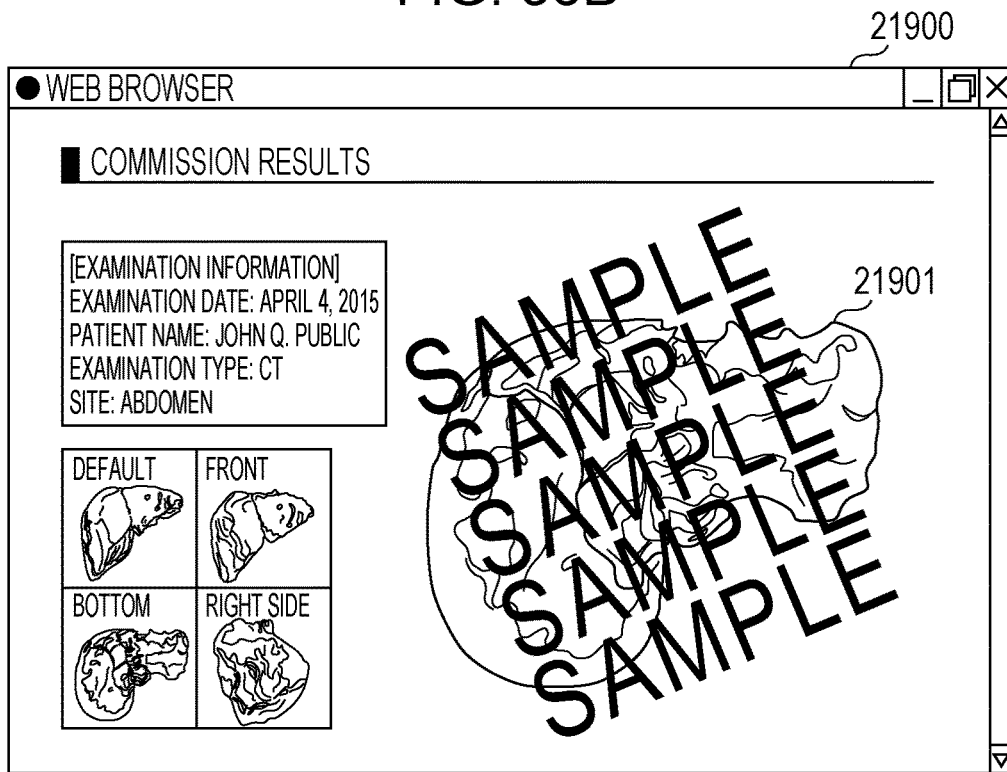 21900
WEB BROWSER
COMMISSION RESULTS
[EXAMINATION INFORMATION]
EXAMINATION DATE: APRIL 4, 2015
PATIENT NAME: JOHN Q. PUBLIC
EXAMINATION TYPE: CT
SITE: ABDOMEN
DEFAULT
FRONT
BOTTOM
RIGHT SIDE
21901
SAMPLE
SAMPLE
SAMPLE
SAMPLE
SAMPLE